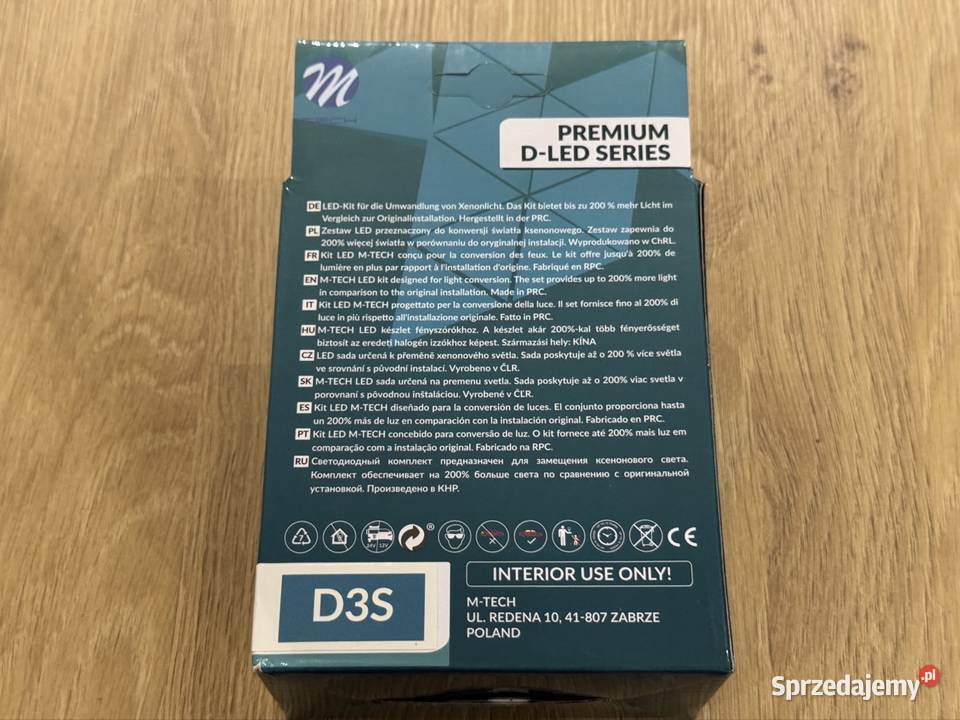 M
TECH
PREMIUM
D-LED SERIES
DE LED-Kit für die Umwandlung von Xenonlicht. Das Kit bietet bis zu 200 % mehr Licht im
Vergleich zur Originalinstallation. Hergestellt in der PRC.
PL Zestaw LED przeznaczony do konwersji światła ksenonowego. Zestaw zapewnia do
200% więcej światła w porównaniu do oryginalnej instalacji. Wyprodukowano w ChRL.
FR Kit LED M-TECH conçu pour la conversion des feux. Le kit offre jusqu'à 200% de
lumière en plus par rapport à l'installation d'origine. Fabriqué en RPC.
EN M-TECH LED kit designed for light conversion. The set provides up to 200% more light
in comparison to the original installation. Made in PRC.
IT Kit LED M-TECH progettato per la conversione della luce. Il set fornisce fino al 200% di
luce in più rispetto all'installazione originale. Fatto in PRC.
HU M-TECH LED készlet fényszórókhoz. A készlet akár 200%-kal több fényerősséget
biztosít az eredeti halogén izzókhoz képest. Származási hely: KÍNA
CZ LED sada určená k přeměně xenonového světla. Sada poskytuje až o 200 % více světla
ve srovnání s původní instalací. Vyrobeno v ČLR.
SK M-TECH LED sada určená na premenu svetla. Sada poskytuje až o 200% viac svetla v
porovnaní s pôvodnou inštaláciou. Vyrobené v ČĽR.
ES Kit LED M-TECH diseñado para la conversión de luces. El conjunto proporciona hasta
un 200% más de luz en comparación con la instalación original. Fabricado en PRC.
PT Kit LED M-TECH concebido para conversão de luz. O kit fornece até 200% mais luz em
comparação com a instalação original. Fabricado na RPC.
RU Светодиодный комплект предназначен для замещения ксенонового света.
Комплект обеспечивает на 200% больше света по сравнению с оригинальной
установкой. Произведено в КНР.
24V 12V ® CE
D3S
INTERIOR USE ONLY!
M-TECH
UL. REDENA 10, 41-807 ZABRZE
POLAND
Sprzedajemy.pl